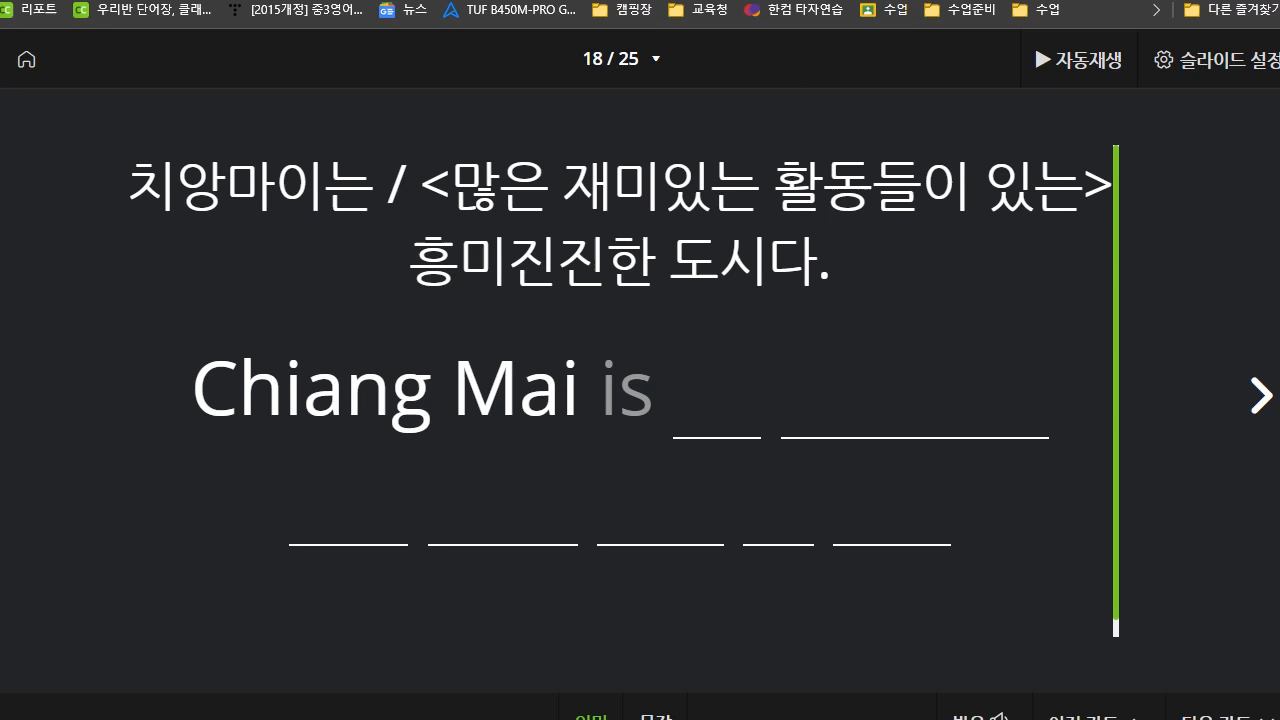 리포트 우리반 단어장, 클래... [2015개정] 중3영어... 뉴스 TUF B450M-PRO G... 캠핑장 교육청 한컴 타자연습 수업 수업준비 수업 다른 즐겨찾기
18 / 25 자동재생 슬라이드 설정
치앙마이는 / <많은 재미있는 활동들이 있는>
흥미진진한 도시다.
Chiang Mai is